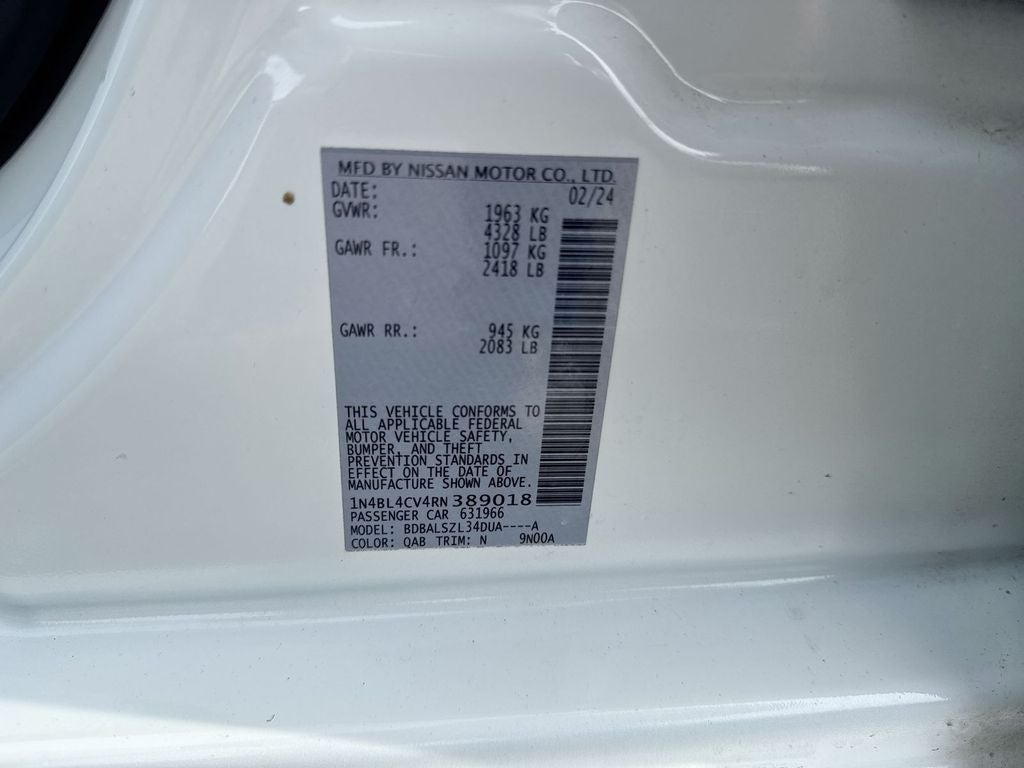 MFD BY NISSAN MOTOR CO., LTD.
DATE: 02/24
GVWR: 1963 KG
4328 LB
GAWR FR.: 1097 KG
2418 LB
GAWR RR.: 945 KG
2083 LB
THIS VEHICLE CONFORMS TO
ALL APPLICABLE FEDERAL
MOTOR VEHICLE SAFETY,
BUMPER, AND THEFT
PREVENTION STANDARDS IN
EFFECT ON THE DATE OF
MANUFACTURE SHOWN ABOVE.
1N4BL4CV4RN389018
PASSENGER CAR 631966
MODEL: BDBALSZL34DUA----A
COLOR: QAB TRIM: N 9N00A